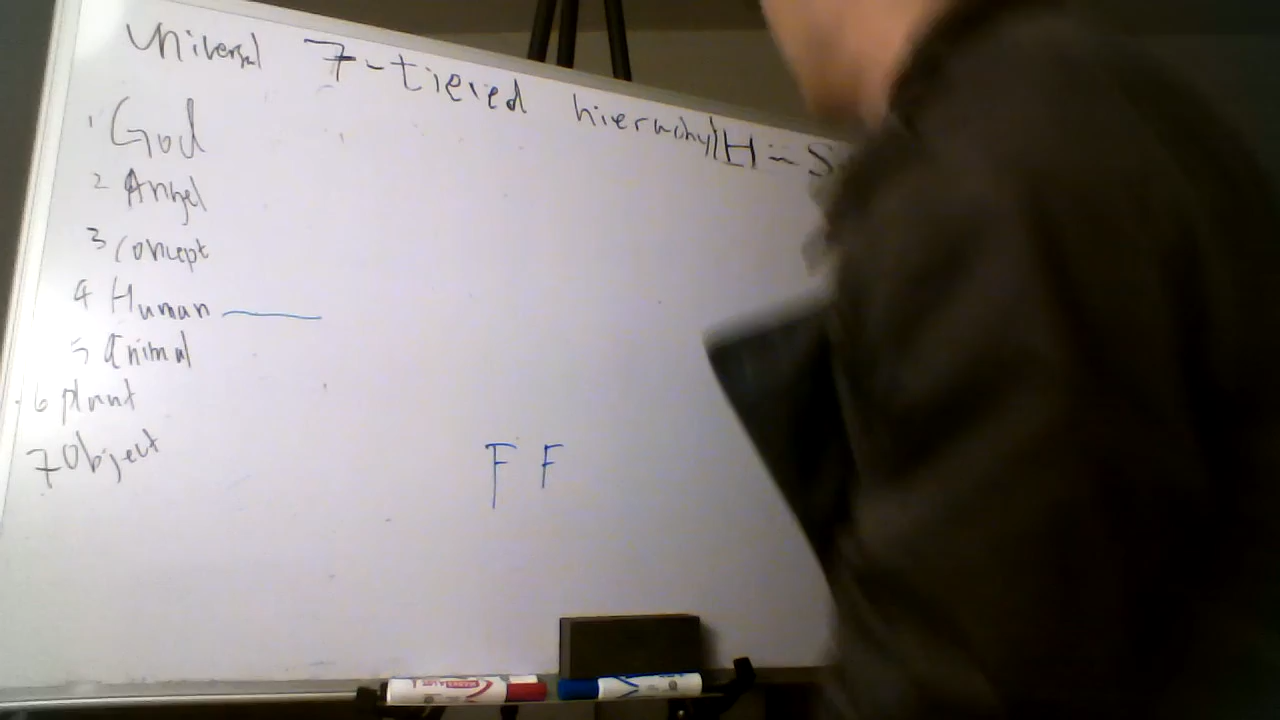 Universal 7-tiered hierarchy H - S
1 God
2 Angel
3 concept
4 Human
5 Animal
6 plant
7 Object
F F